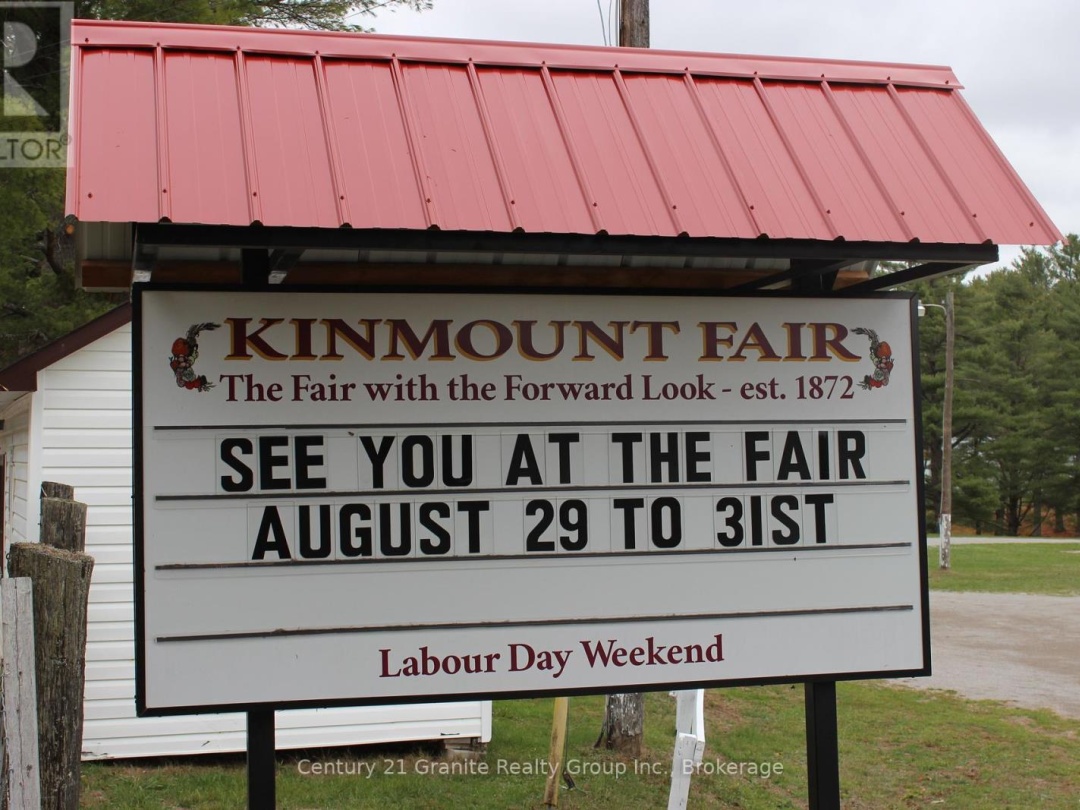 R
LTOR®
KINMOUNT FAIR
The Fair with the Forward Look - est. 1872
SEE YOU AT THE FAIR
AUGUST 29 TO 31ST
Labour Day Weekend
Century 21 Granite Realty Group Inc., Brokerage